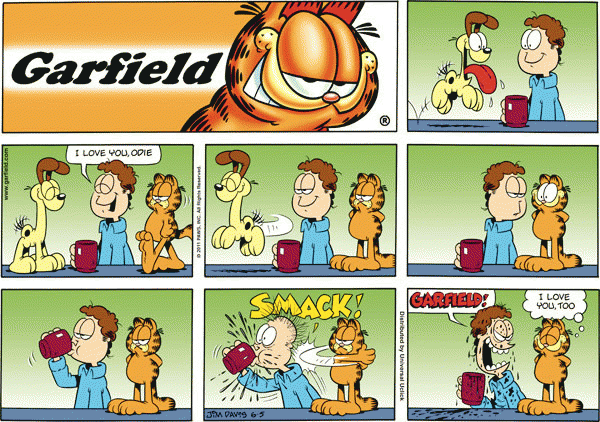 Garfield
®
I LOVE YOU, ODIE
www.garfield.com
© 2011 PAWS, INC. All Rights Reserved.
SMACK!
JIM DAVIS 6-5
Distributed by Universal Uclick
GARFIELD!
I LOVE
YOU, TOO